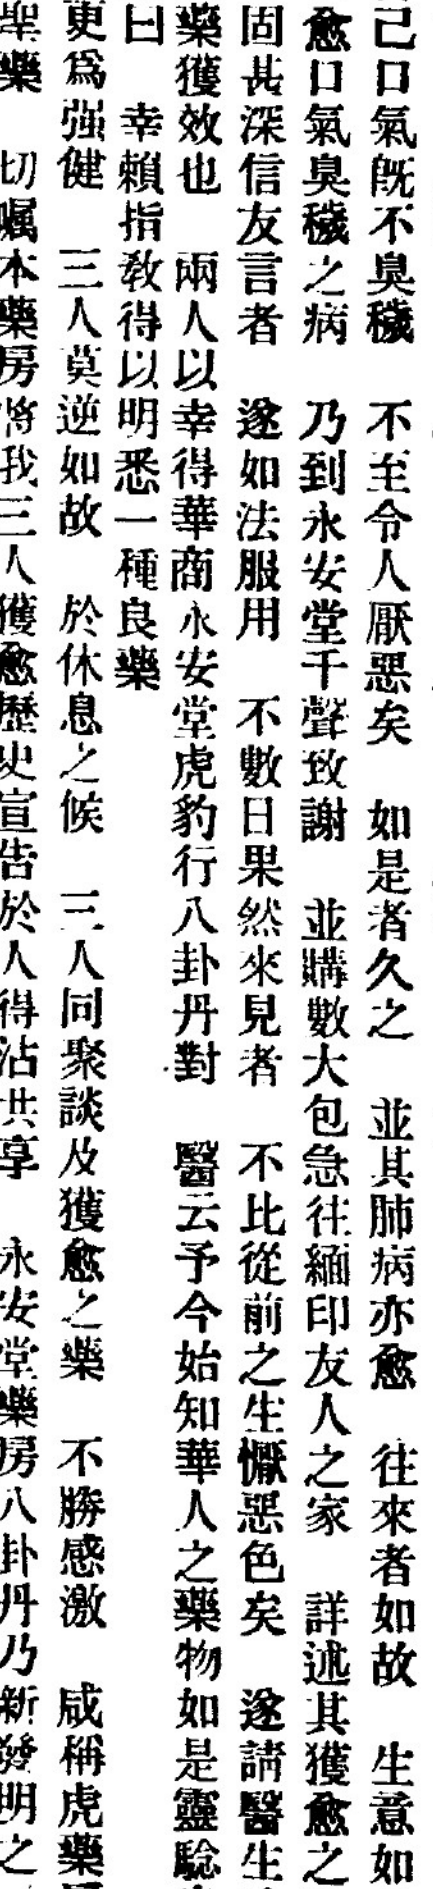 己口氣既不臭穢　不至令人厭惡矣　如是者久之　並其肺病亦愈　往來者如故　生意如
愈口氣臭穢之病　乃到永安堂千聲致謝　並購數大包急往緬印友人之家　詳述其獲愈之
固甚深信友言者　遂如法服用　不數日果然來見者　不比從前之生懨惡色矣　遂請醫生
藥獲效也　兩人以幸得華商永安堂虎豹行八卦丹對　醫云予今始知華人之藥物如是靈驗
曰　幸賴指敎得以明悉一種良藥
更爲强健　三人莫逆如故　於休息之候　三人同聚談及獲愈之藥　不勝感激　咸稱虎藥
聖藥　切囑本藥房將我三人獲愈歷史宣告於人得沾共享　永安堂藥房八卦丹乃新發明之